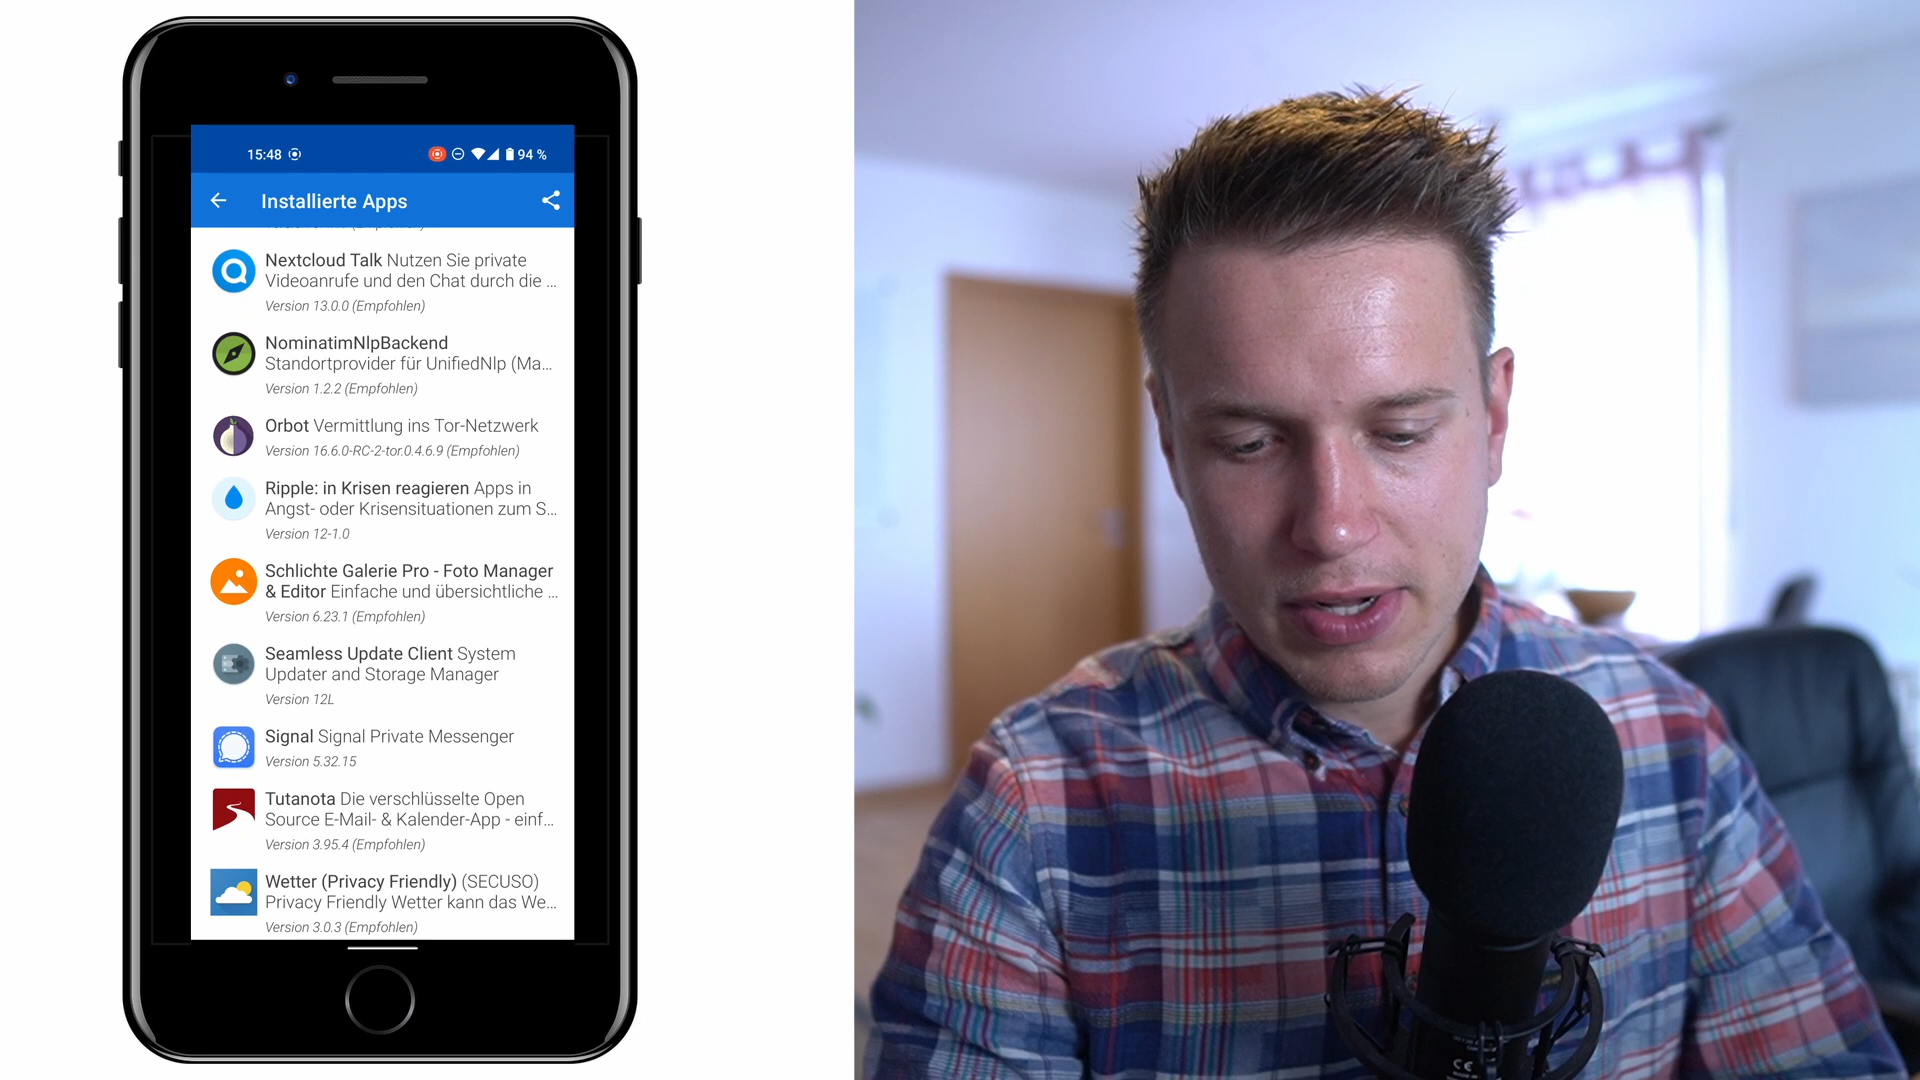 15:48
94 %
Installierte Apps
Nextcloud Talk Nutzen Sie private
Videoanrufe und den Chat durch die ...
Version 13.0.0 (Empfohlen)
NominatimNlpBackend
Standortprovider für UnifiedNlp (Ma...
Version 1.2.2 (Empfohlen)
Orbot Vermittlung ins Tor-Netzwerk
Version 16.6.0-RC-2-tor.0.4.6.9 (Empfohlen)
Ripple: in Krisen reagieren Apps in
Angst- oder Krisensituationen zum S...
Version 12-1.0
Schlichte Galerie Pro - Foto Manager
& Editor Einfache und übersichtliche ...
Version 6.23.1 (Empfohlen)
Seamless Update Client System
Updater and Storage Manager
Version 12L
Signal Signal Private Messenger
Version 5.32.15
Tutanota Die verschlüsselte Open
Source E-Mail- & Kalender-App - einf...
Version 3.95.4 (Empfohlen)
Wetter (Privacy Friendly) (SECUSO)
Privacy Friendly Wetter kann das We...
Version 3.0.3 (Empfohlen)
CE